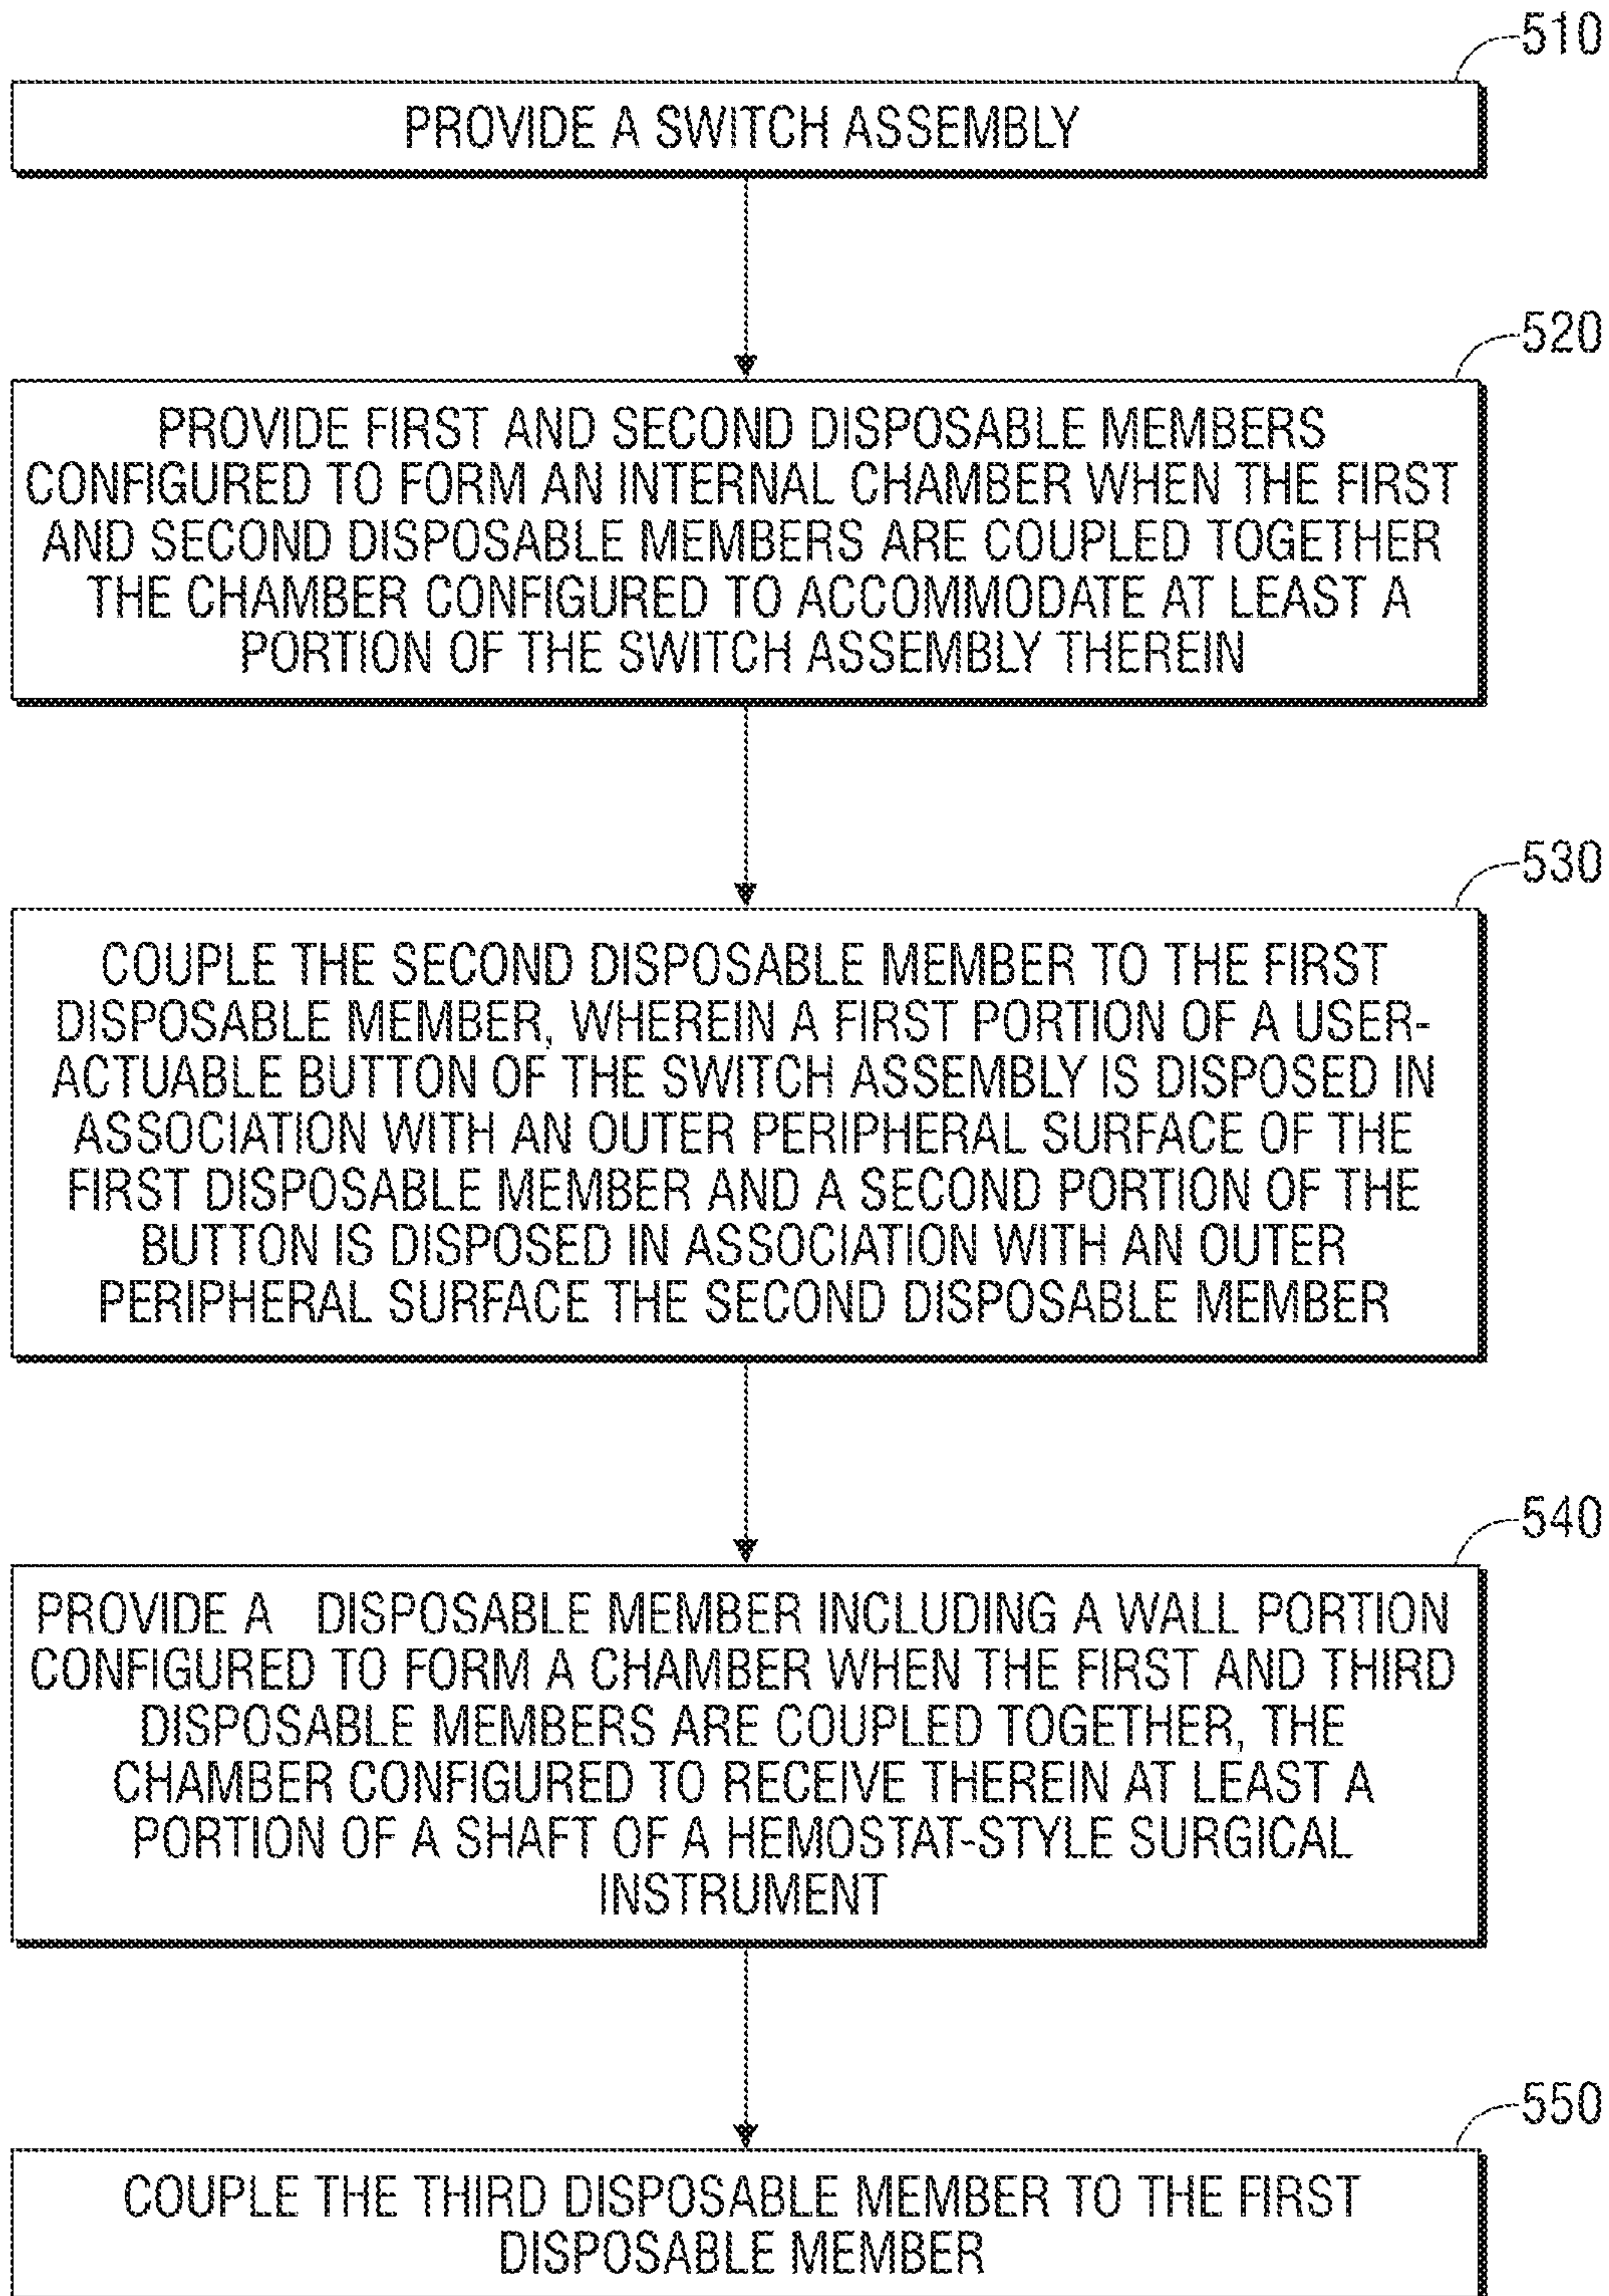 510
PROVIDE A SWITCH ASSEMBLY
520
PROVIDE FIRST AND SECOND DISPOSABLE MEMBERS
CONFIGURED TO FORM AN INTERNAL CHAMBER WHEN THE FIRST
AND SECOND DISPOSABLE MEMBERS ARE COUPLED TOGETHER
THE CHAMBER CONFIGURED TO ACCOMMODATE AT LEAST A
PORTION OF THE SWITCH ASSEMBLY THEREIN
530
COUPLE THE SECOND DISPOSABLE MEMBER TO THE FIRST
DISPOSABLE MEMBER, WHEREIN A FIRST PORTION OF A USER-
ACTUABLE BUTTON OF THE SWITCH ASSEMBLY IS DISPOSED IN
ASSOCIATION WITH AN OUTER PERIPHERAL SURFACE OF THE
FIRST DISPOSABLE MEMBER AND A SECOND PORTION OF THE
BUTTON IS DISPOSED IN ASSOCIATION WITH AN OUTER
PERIPHERAL SURFACE THE SECOND DISPOSABLE MEMBER
540
PROVIDE A DISPOSABLE MEMBER INCLUDING A WALL PORTION
CONFIGURED TO FORM A CHAMBER WHEN THE FIRST AND THIRD
DISPOSABLE MEMBERS ARE COUPLED TOGETHER, THE
CHAMBER CONFIGURED TO RECEIVE THEREIN AT LEAST A
PORTION OF A SHAFT OF A HEMOSTAT-STYLE SURGICAL
INSTRUMENT
550
COUPLE THE THIRD DISPOSABLE MEMBER TO THE FIRST
DISPOSABLE MEMBER